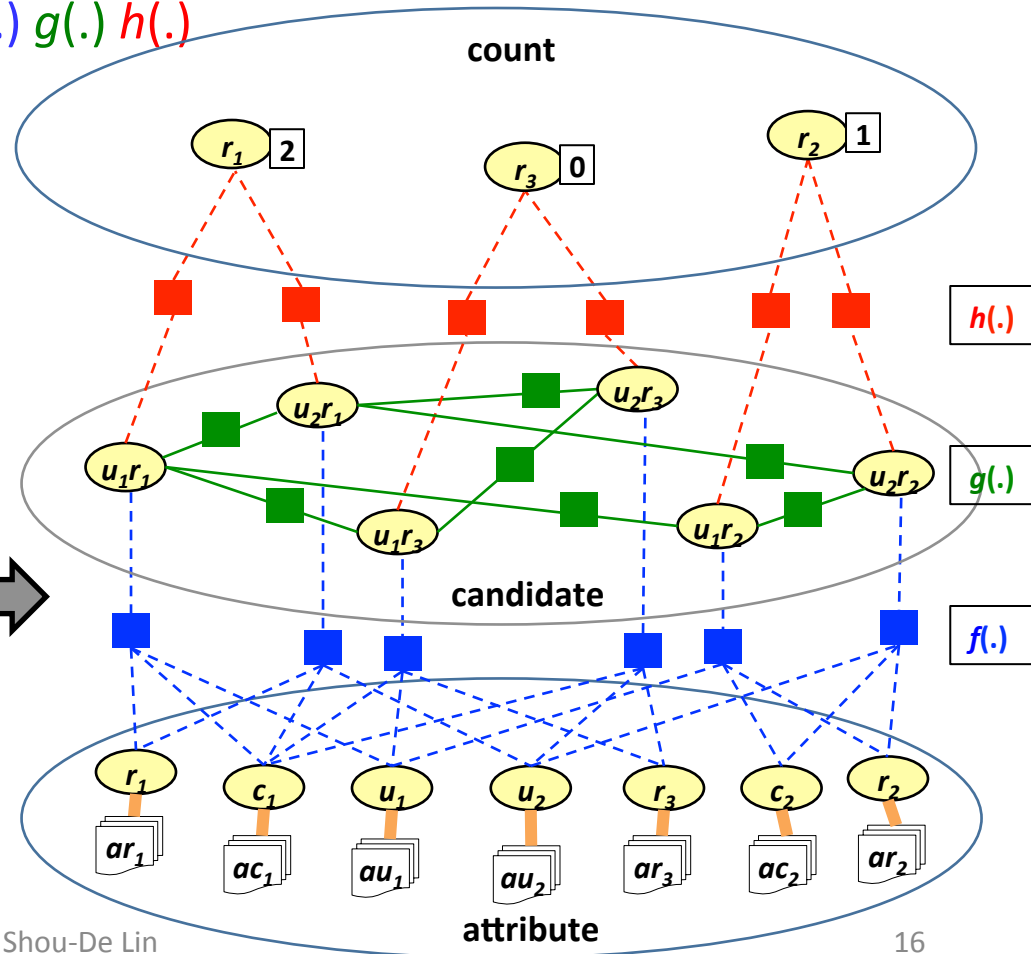 .) g(.) h(.)
count
r₁ 2
r₃ 0
r₂ 1
h(.)
u₂r₁
u₂r₃
u₁r₁
u₂r₂
g(.)
u₁r₃
u₁r₂
candidate
f(.)
r₁ c₁ u₁ u₂ r₃ c₂ r₂
ar₁ ac₁ au₁ au₂ ar₃ ac₂ ar₂
attribute
Shou-De Lin
16